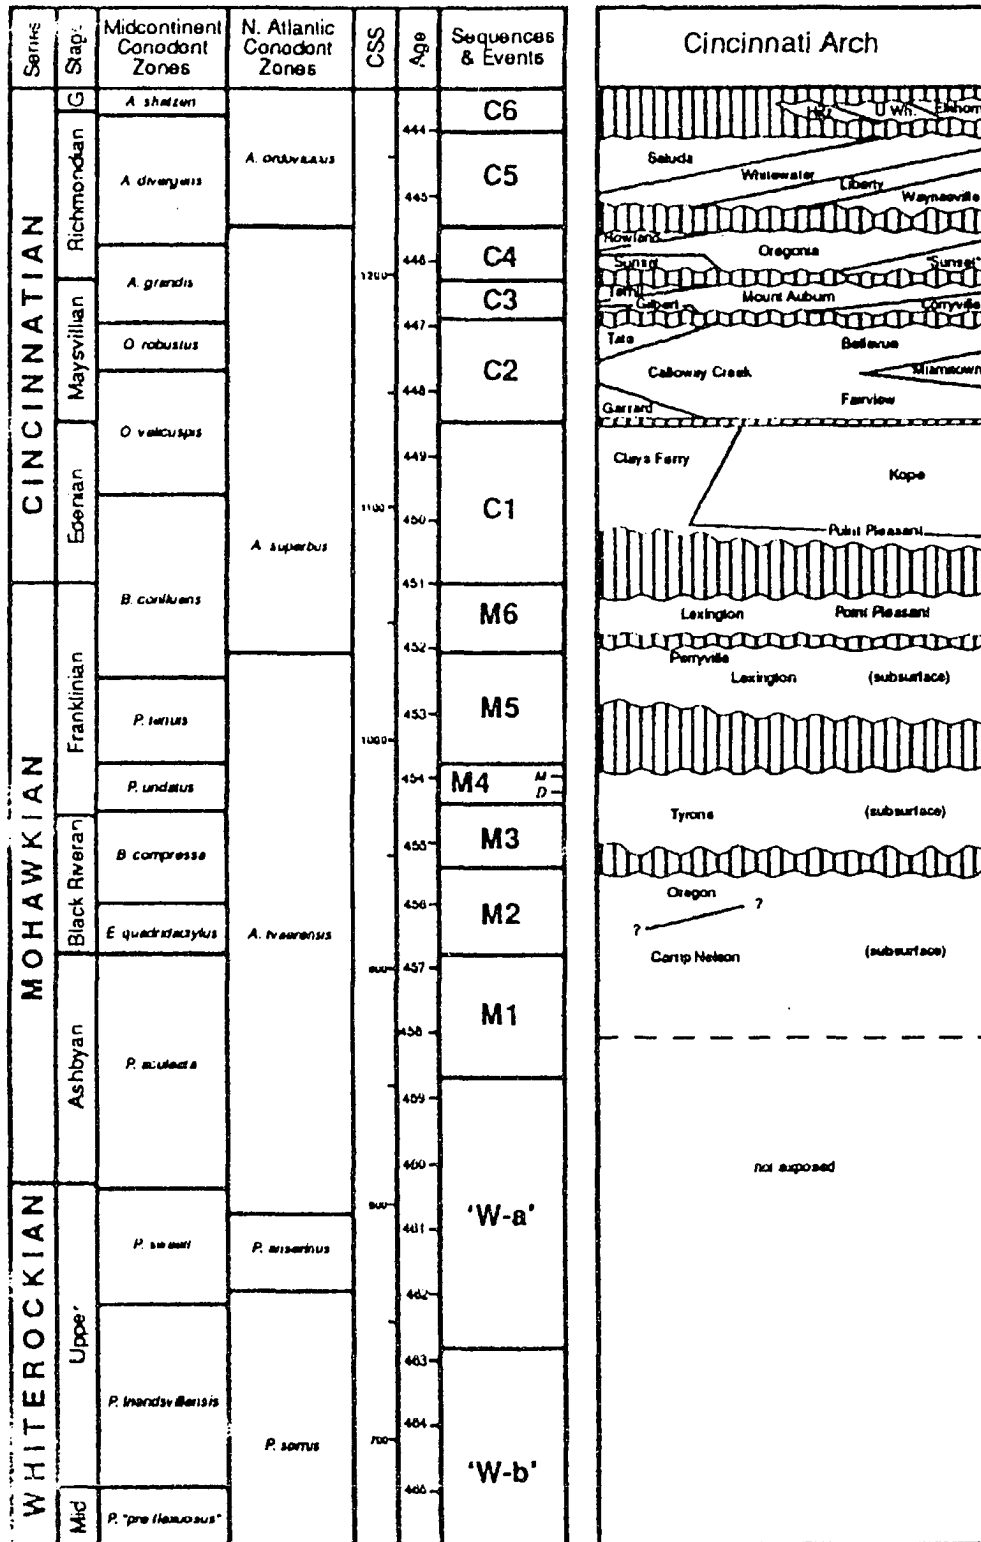 Series
Stage
Midcontinent
Conodont
Zones
N. Atlantic
Conodont
Zones
CSS
Age
Sequences
& Events
Cincinnati Arch
CINCINNATIAN
MOHAWKIAN
WHITEROCKIAN
G
Richmondian
Maysvillian
Edenian
Franklinian
Black Riveran
Ashbyan
Upper
Mid
A. shatzeri
A. divergens
A. grandis
O. robustus
O. velicuspis
B. confluens
P. tenuis
P. undatus
B. compressa
E. quadridactylus
P. aculeata
P. sweeti
P. friendsvillensis
P. "pre flexuosus"
A. ordovicicus
A. superbus
A. tvaerensis
P. anserinus
P. serrus
1200
1100
1000
900
800
700
444
445
446
447
448
449
450
451
452
453
454
455
456
457
458
459
460
461
462
463
464
465
C6
C5
C4
C3
C2
C1
M6
M5
M4
M
D
M3
M2
M1
'W-a'
'W-b'
U Wh.
Elkhorn
Saluda
Whitewater
Liberty
Waynesville
Rowland
Oregonia
Sunset
"Sunset"
Terrill
Mount Auburn
Gilbert
Corryville
Tate
Bellevue
Calloway Creek
Miamitown
Fairview
Garrard
Clays Ferry
Kope
Point Pleasant
Lexington
Point Pleasant
Perryville
Lexington
(subsurface)
Tyrone
(subsurface)
Oregon
?
?
Camp Nelson
(subsurface)
not exposed